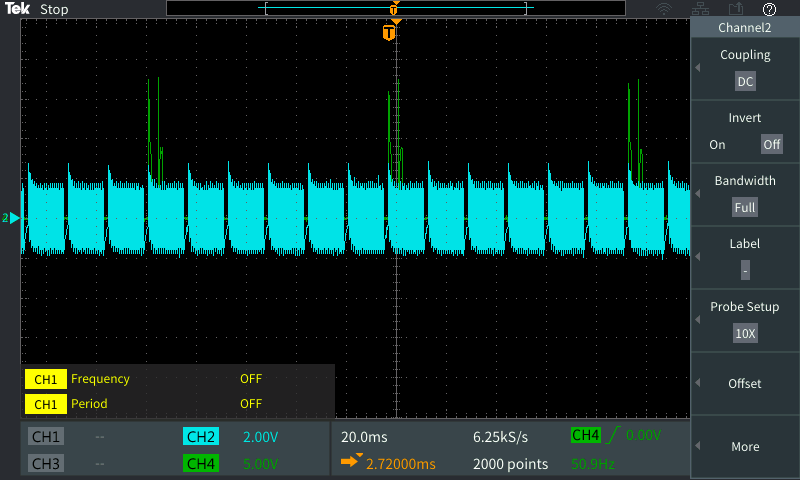 Tek Stop
T
T
Channel2
Coupling
DC
Invert
On Off
Bandwidth
Full
Label
-
Probe Setup
10X
Offset
More
2
CH1 Frequency OFF
CH1 Period OFF
CH1 -- CH2 2.00V 20.0ms 6.25kS/s CH4 0.00V
CH3 -- CH4 5.00V 2.72000ms 2000 points 50.9Hz